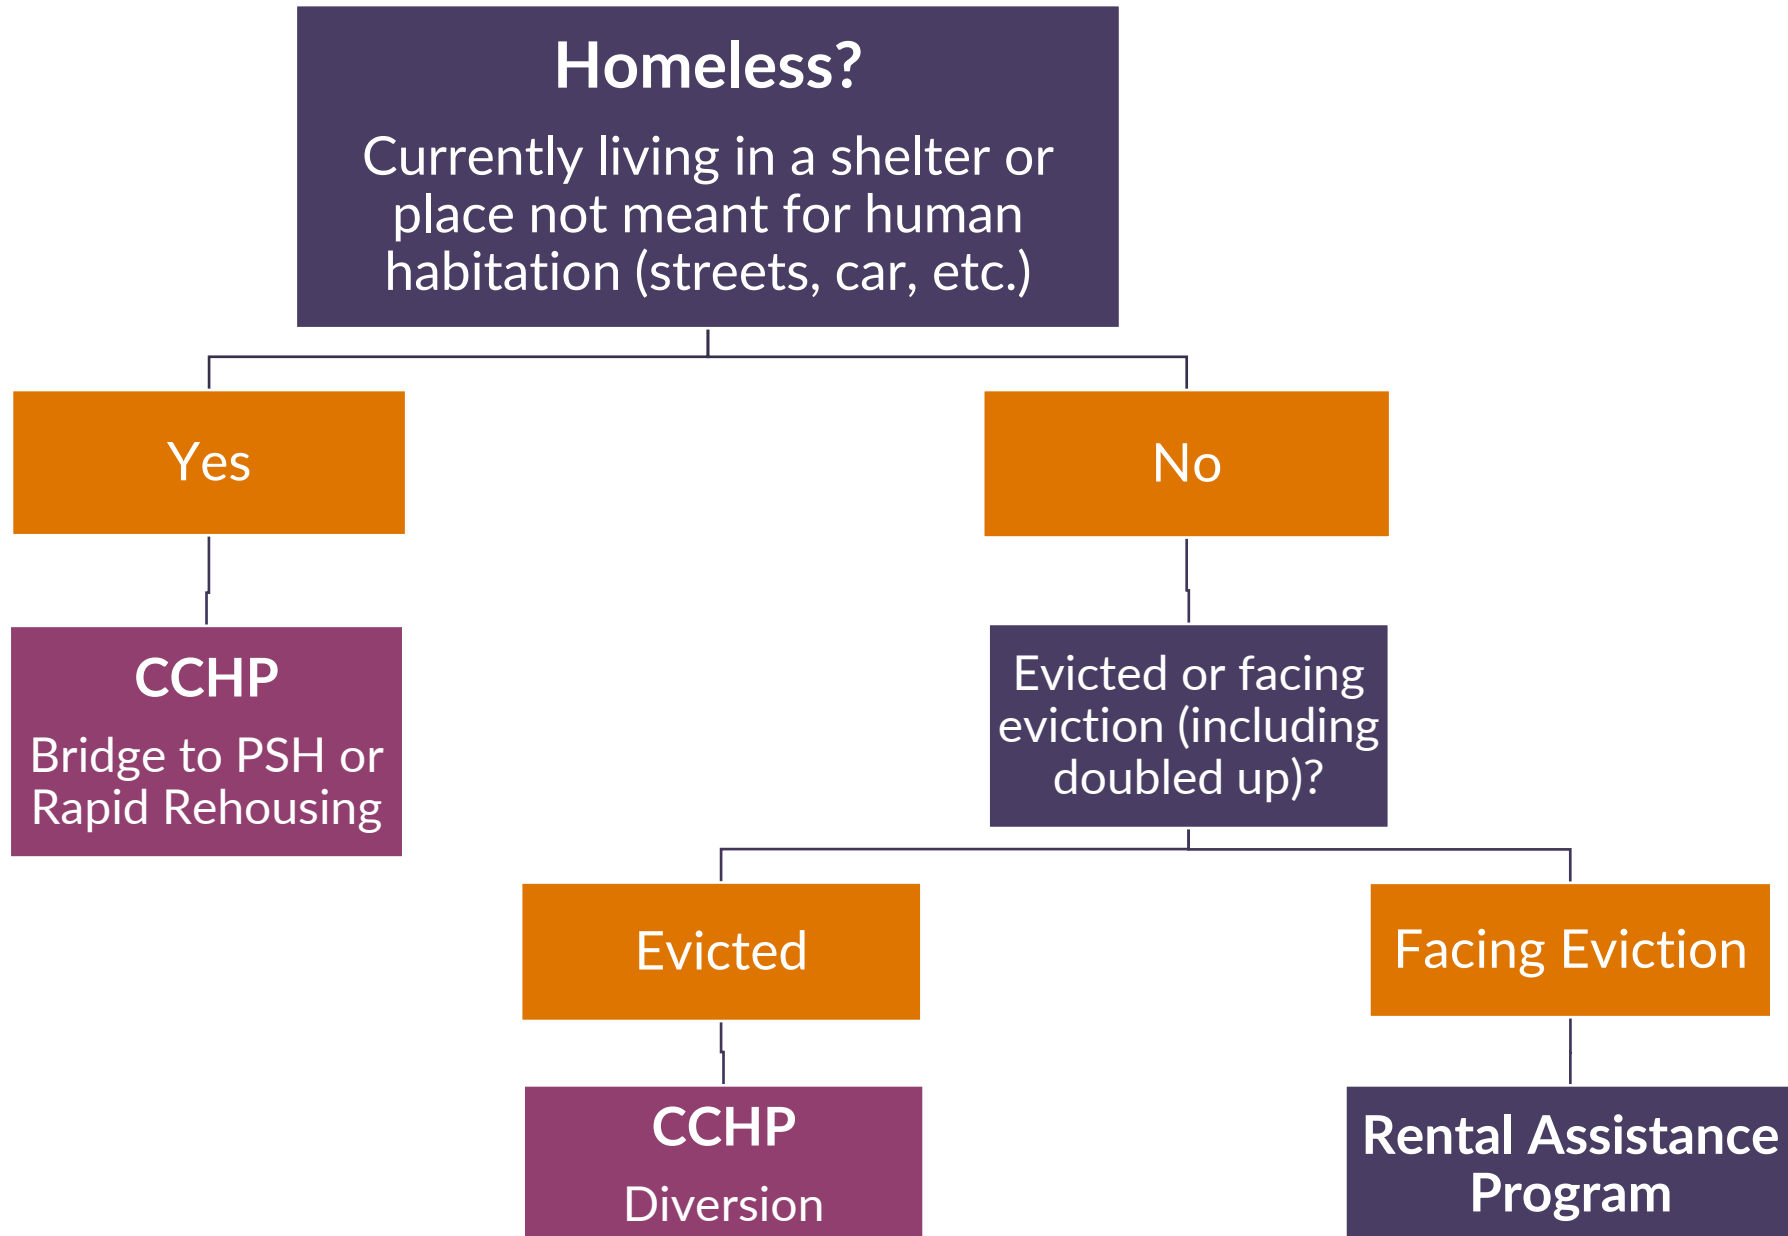 Homeless?
Currently living in a shelter or
place not meant for human
habitation (streets, car, etc.)
Yes
No
CCHP
Bridge to PSH or
Rapid Rehousing
Evicted or facing
eviction (including
doubled up)?
Evicted
Facing Eviction
CCHP
Diversion
Rental Assistance
Program